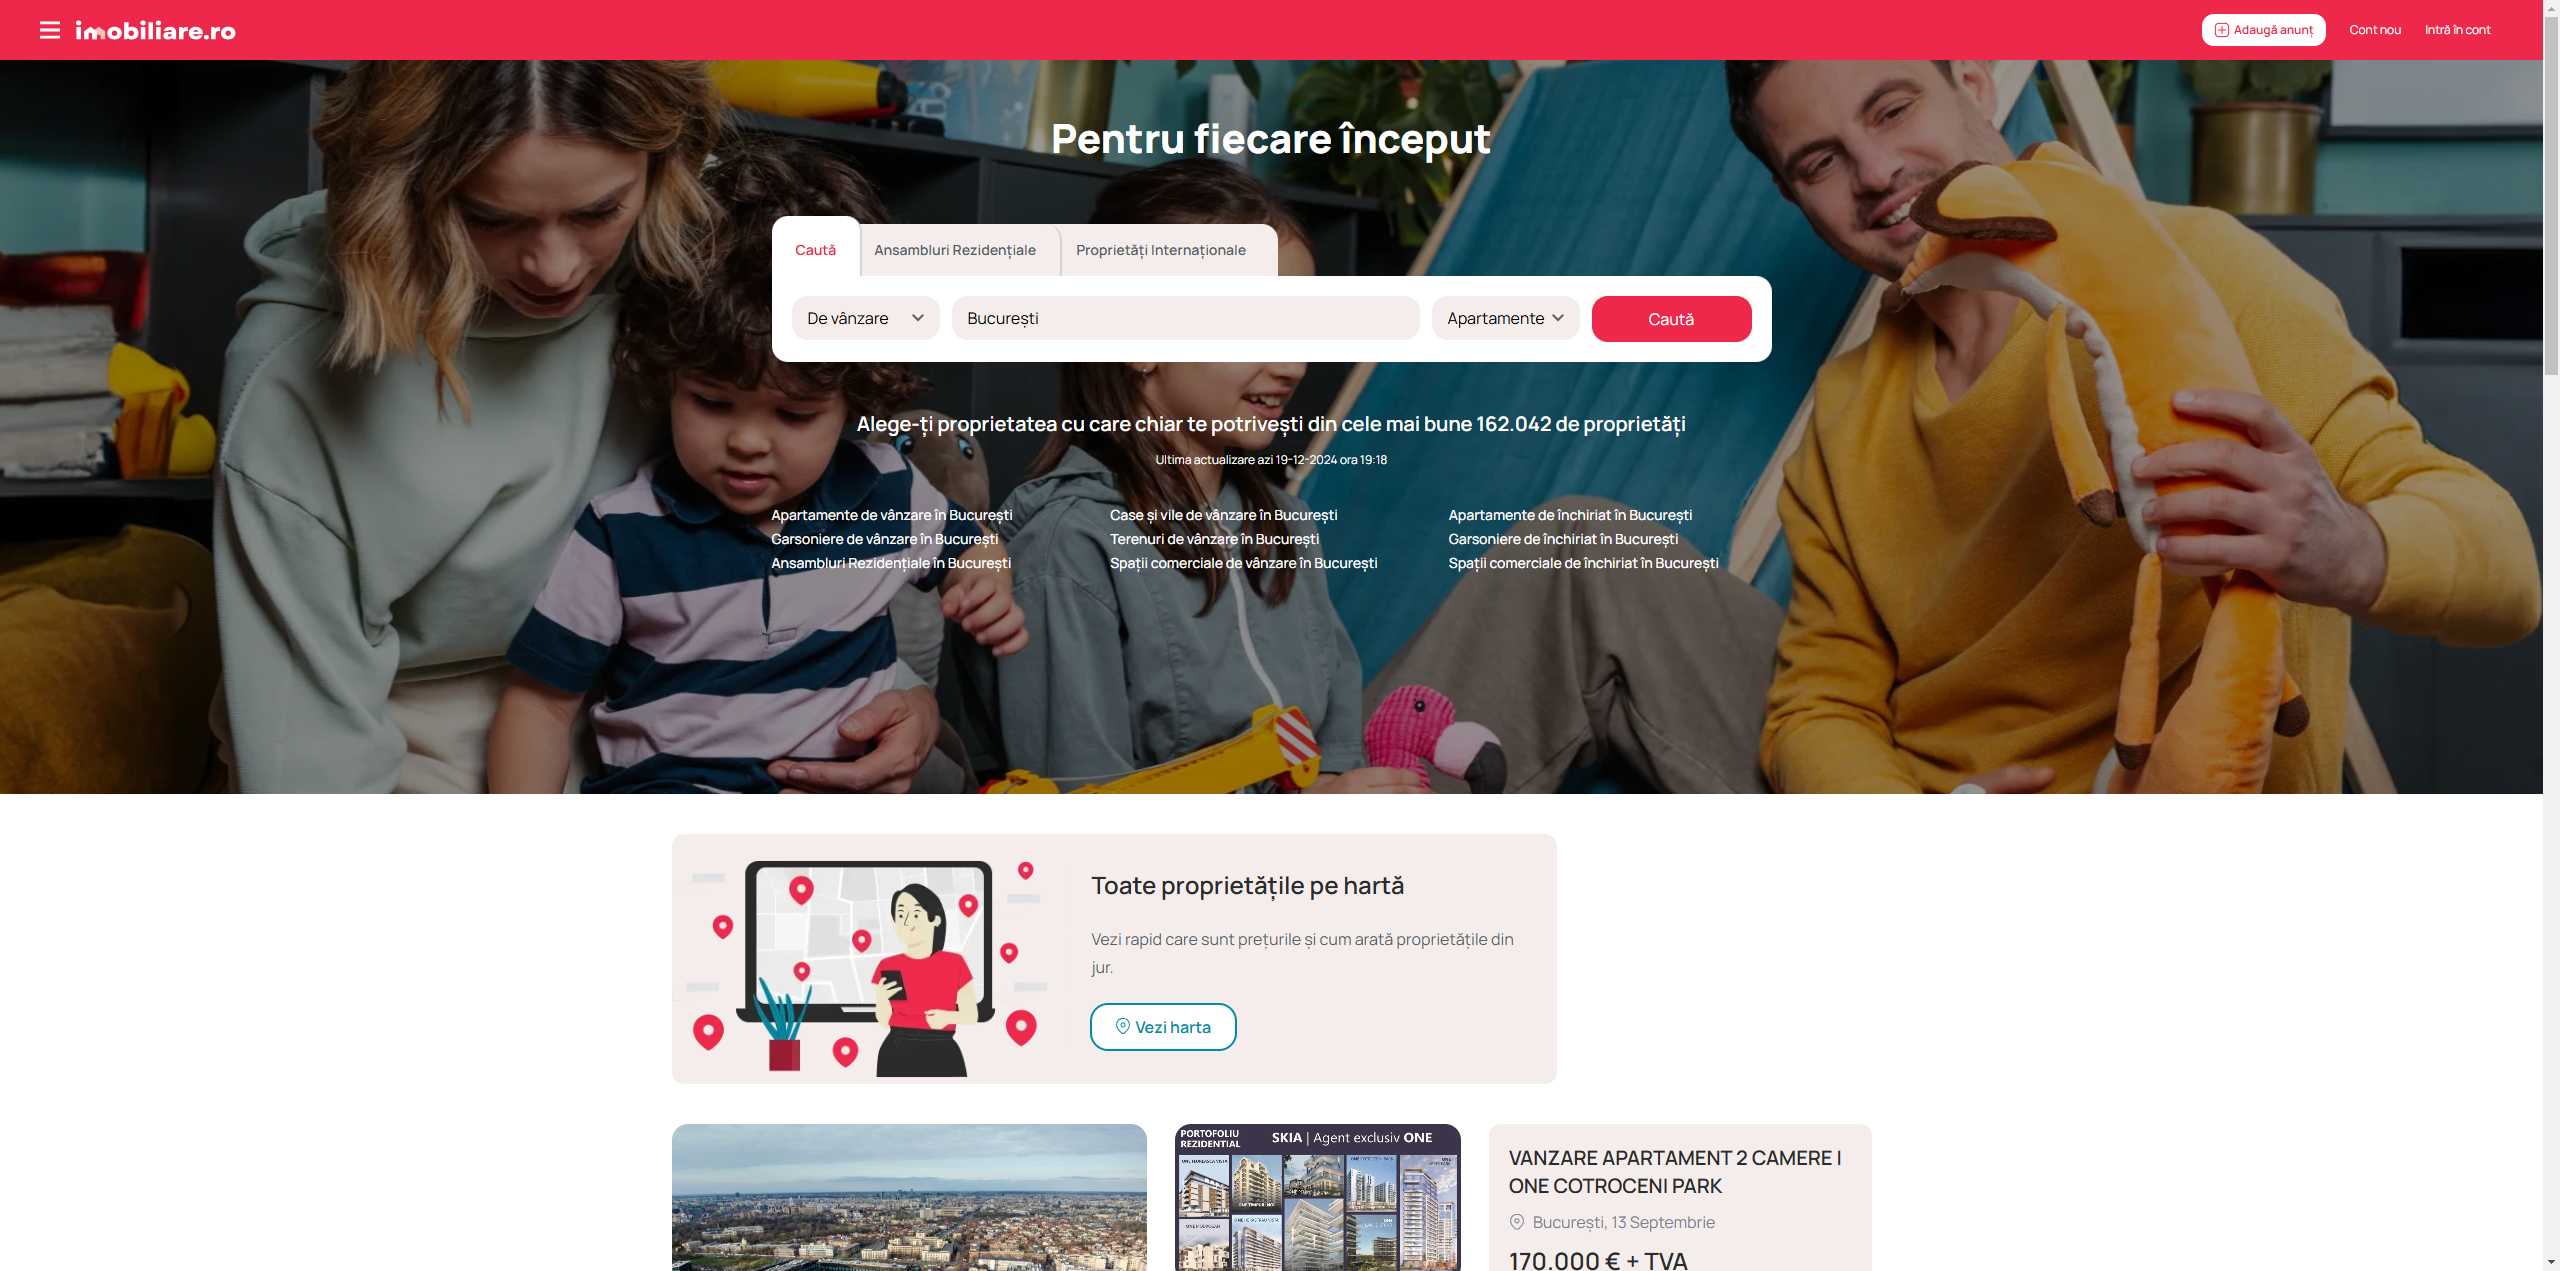 imobiliare.ro
Adaugă anunț
Cont nou
Intră în cont
Pentru fiecare început
Caută
Ansambluri Rezidențiale
Proprietăți Internaționale
De vânzare
București
Apartamente
Caută
Alege-ți proprietatea cu care chiar te potrivești din cele mai bune 162.042 de proprietăți
Ultima actualizare azi 19-12-2024 ora 19:18
Apartamente de vânzare în București
Case și vile de vânzare în București
Apartamente de închiriat în București
Garsoniere de vânzare în București
Terenuri de vânzare în București
Garsoniere de închiriat în București
Ansambluri Rezidențiale în București
Spații comerciale de vânzare în București
Spații comerciale de închiriat în București
Toate proprietățile pe hartă
Vezi rapid care sunt prețurile și cum arată proprietățile din
jur.
Vezi harta
PORTOFOLIU
REZIDENTIAL
SKIA | Agent exclusiv ONE
VANZARE APARTAMENT 2 CAMERE I
ONE COTROCENI PARK
București, 13 Septembrie
170.000 € + TVA